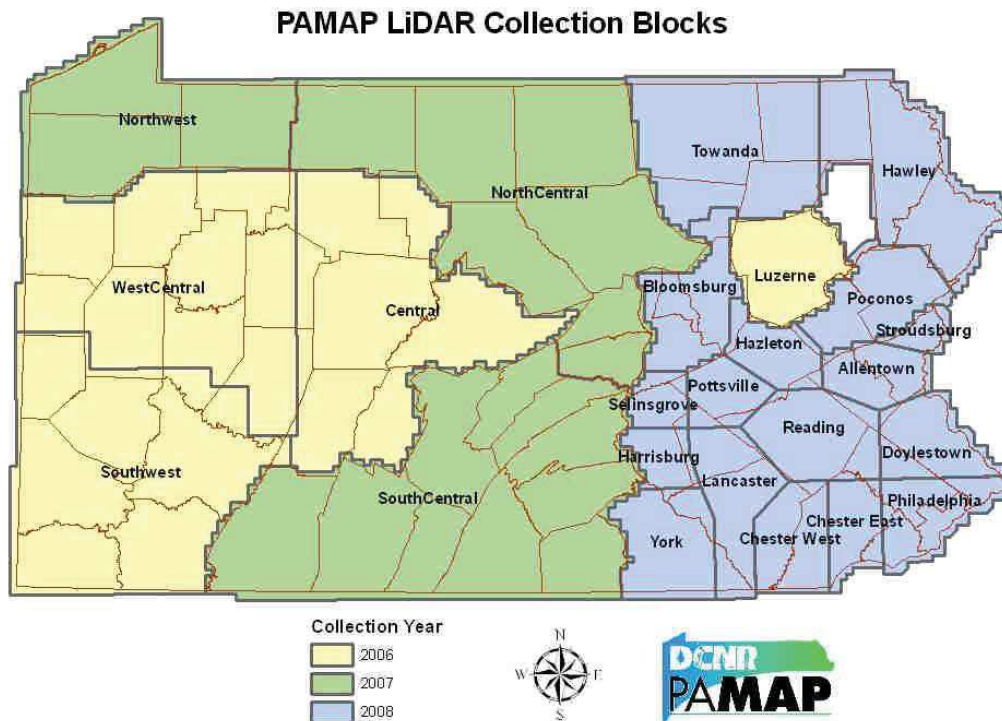 PAMAP LiDAR Collection Blocks
Northwest
Towanda
Hawley
NorthCentral
Luzerne
WestCentral
Bloomsburg
Poconos
Central
Stroudsburg
Hazleton
Allentown
Pottsville
Selinsgrove
Reading
Harrisburg
Doylestown
Southwest
Lancaster
SouthCentral
Philadelphia
Chester East
York
Chester West
Collection Year
2006
2007
2008
N
W
E
S
DCNR
PAMAP